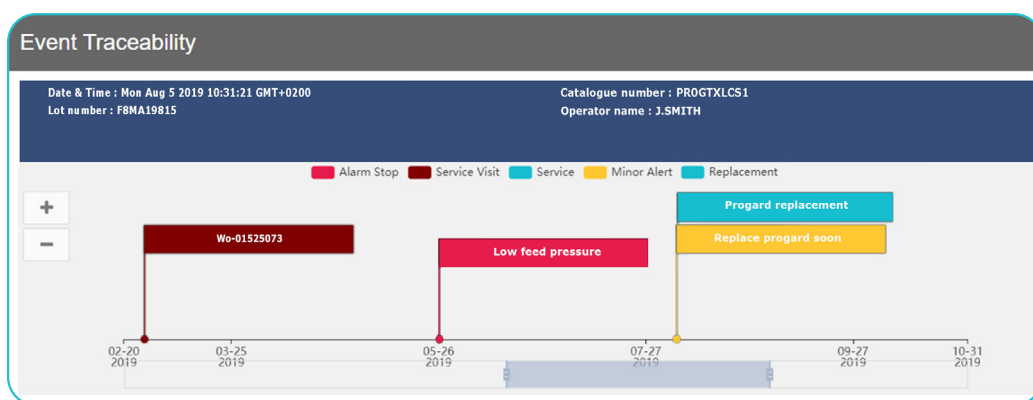 Event Traceability
Date & Time : Mon Aug 5 2019 10:31:21 GMT+0200
Catalogue number : PROGTXLCS1
Lot number : F8MA19815
Operator name : J.SMITH
Alarm Stop
Service Visit
Service
Minor Alert
Replacement
+
−
Progard replacement
Wo-01525073
Replace progard soon
Low feed pressure
02-20
2019
03-25
2019
05-26
2019
07-27
2019
09-27
2019
10-31
2019